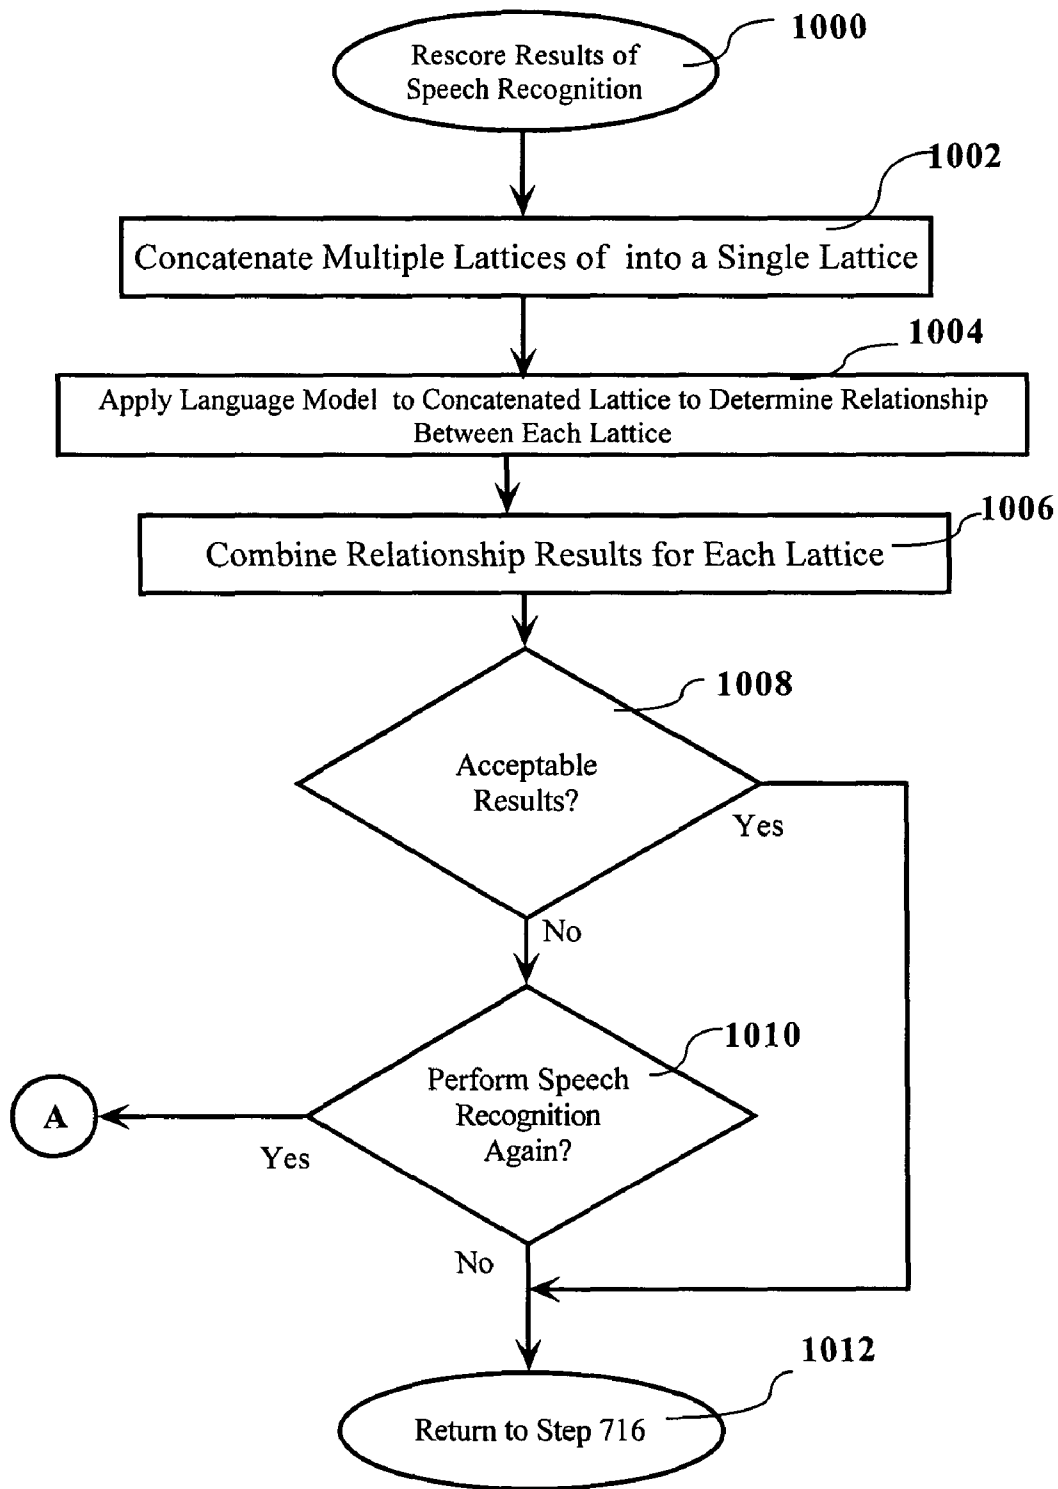 1000
Rescore Results of
Speech Recognition
1002
Concatenate Multiple Lattices of into a Single Lattice
1004
Apply Language Model to Concatenated Lattice to Determine Relationship
Between Each Lattice
1006
Combine Relationship Results for Each Lattice
1008
Acceptable
Results?
Yes
No
1010
Perform Speech
Recognition
Again?
A
Yes
No
1012
Return to Step 716